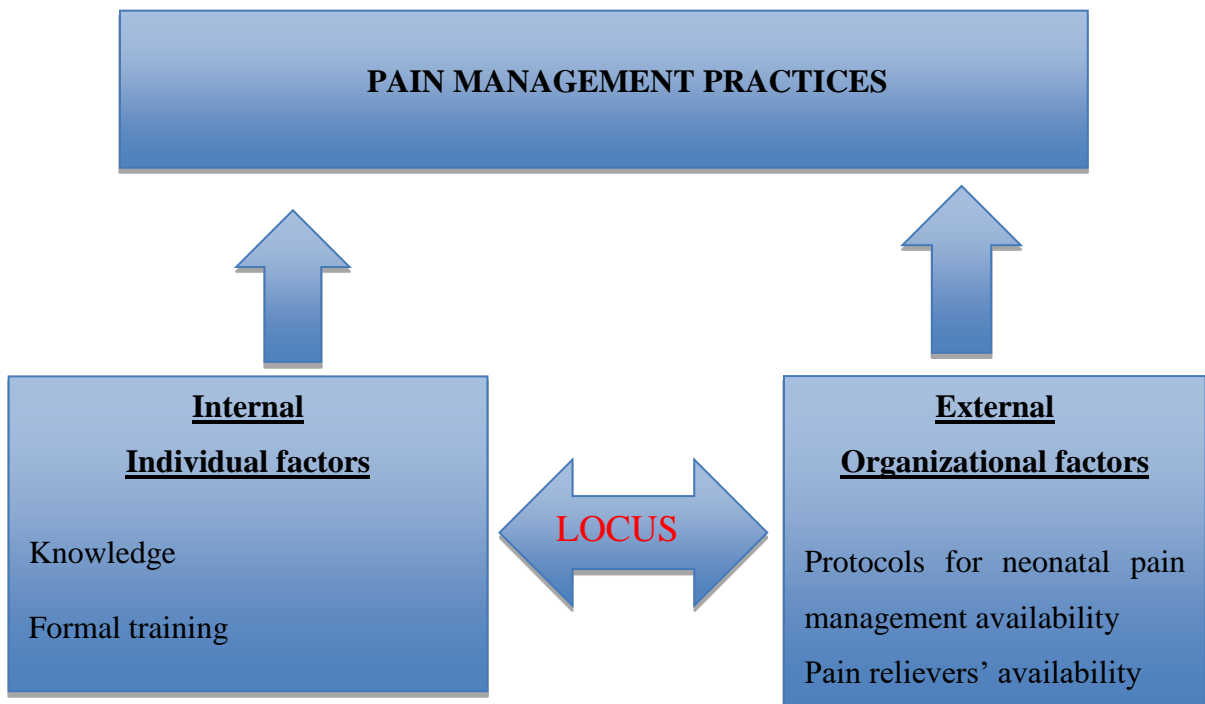 PAIN MANAGEMENT PRACTICES
Internal
Individual factors
Knowledge
Formal training
LOCUS
External
Organizational factors
Protocols for neonatal pain
management availability
Pain relievers’ availability